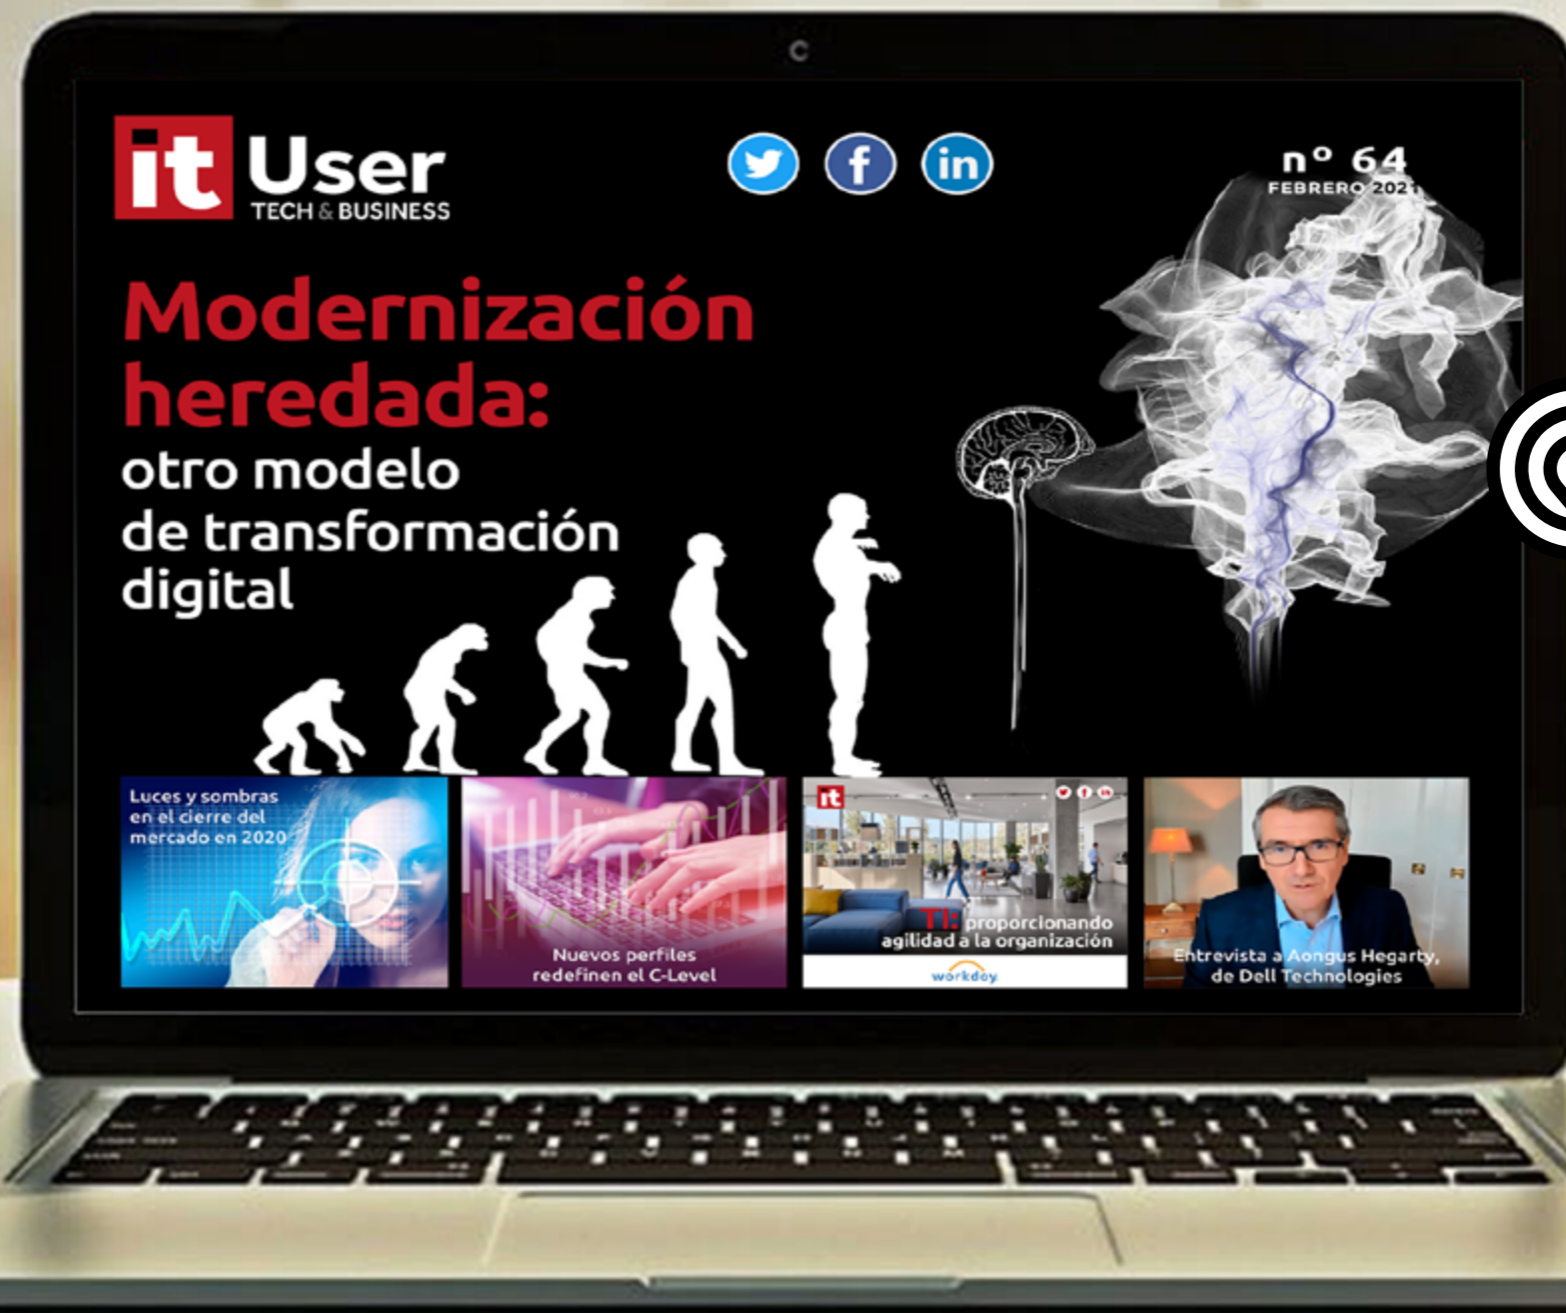 it User
TECH & BUSINESS
nº 64
FEBRERO 2021
Modernización
heredada:
otro modelo
de transformación
digital
Luces y sombras
en el cierre del
mercado en 2020
Nuevos perfiles
redefinen el C-Level
it
TI: proporcionando
agilidad a la organización
workday
Entrevista a Aongus Hegarty,
de Dell Technologies